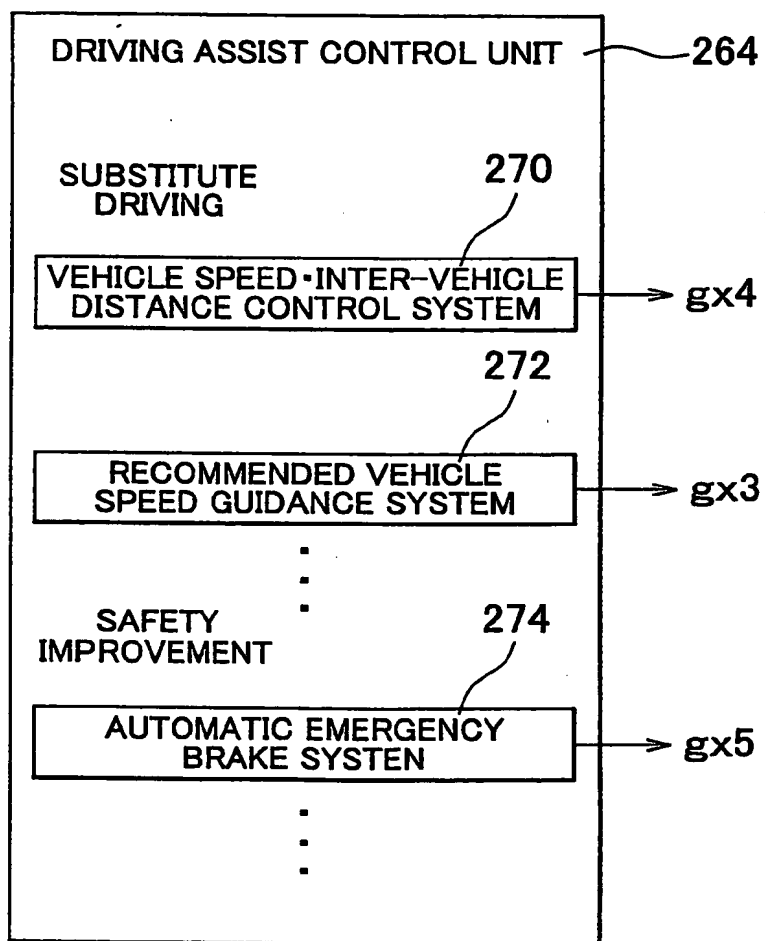 DRIVING ASSIST CONTROL UNIT
264
SUBSTITUTE
DRIVING
270
VEHICLE SPEED・INTER-VEHICLE
DISTANCE CONTROL SYSTEM
gx4
272
RECOMMENDED VEHICLE
SPEED GUIDANCE SYSTEM
gx3
SAFETY
IMPROVEMENT
274
AUTOMATIC EMERGENCY
BRAKE SYSTEN
gx5